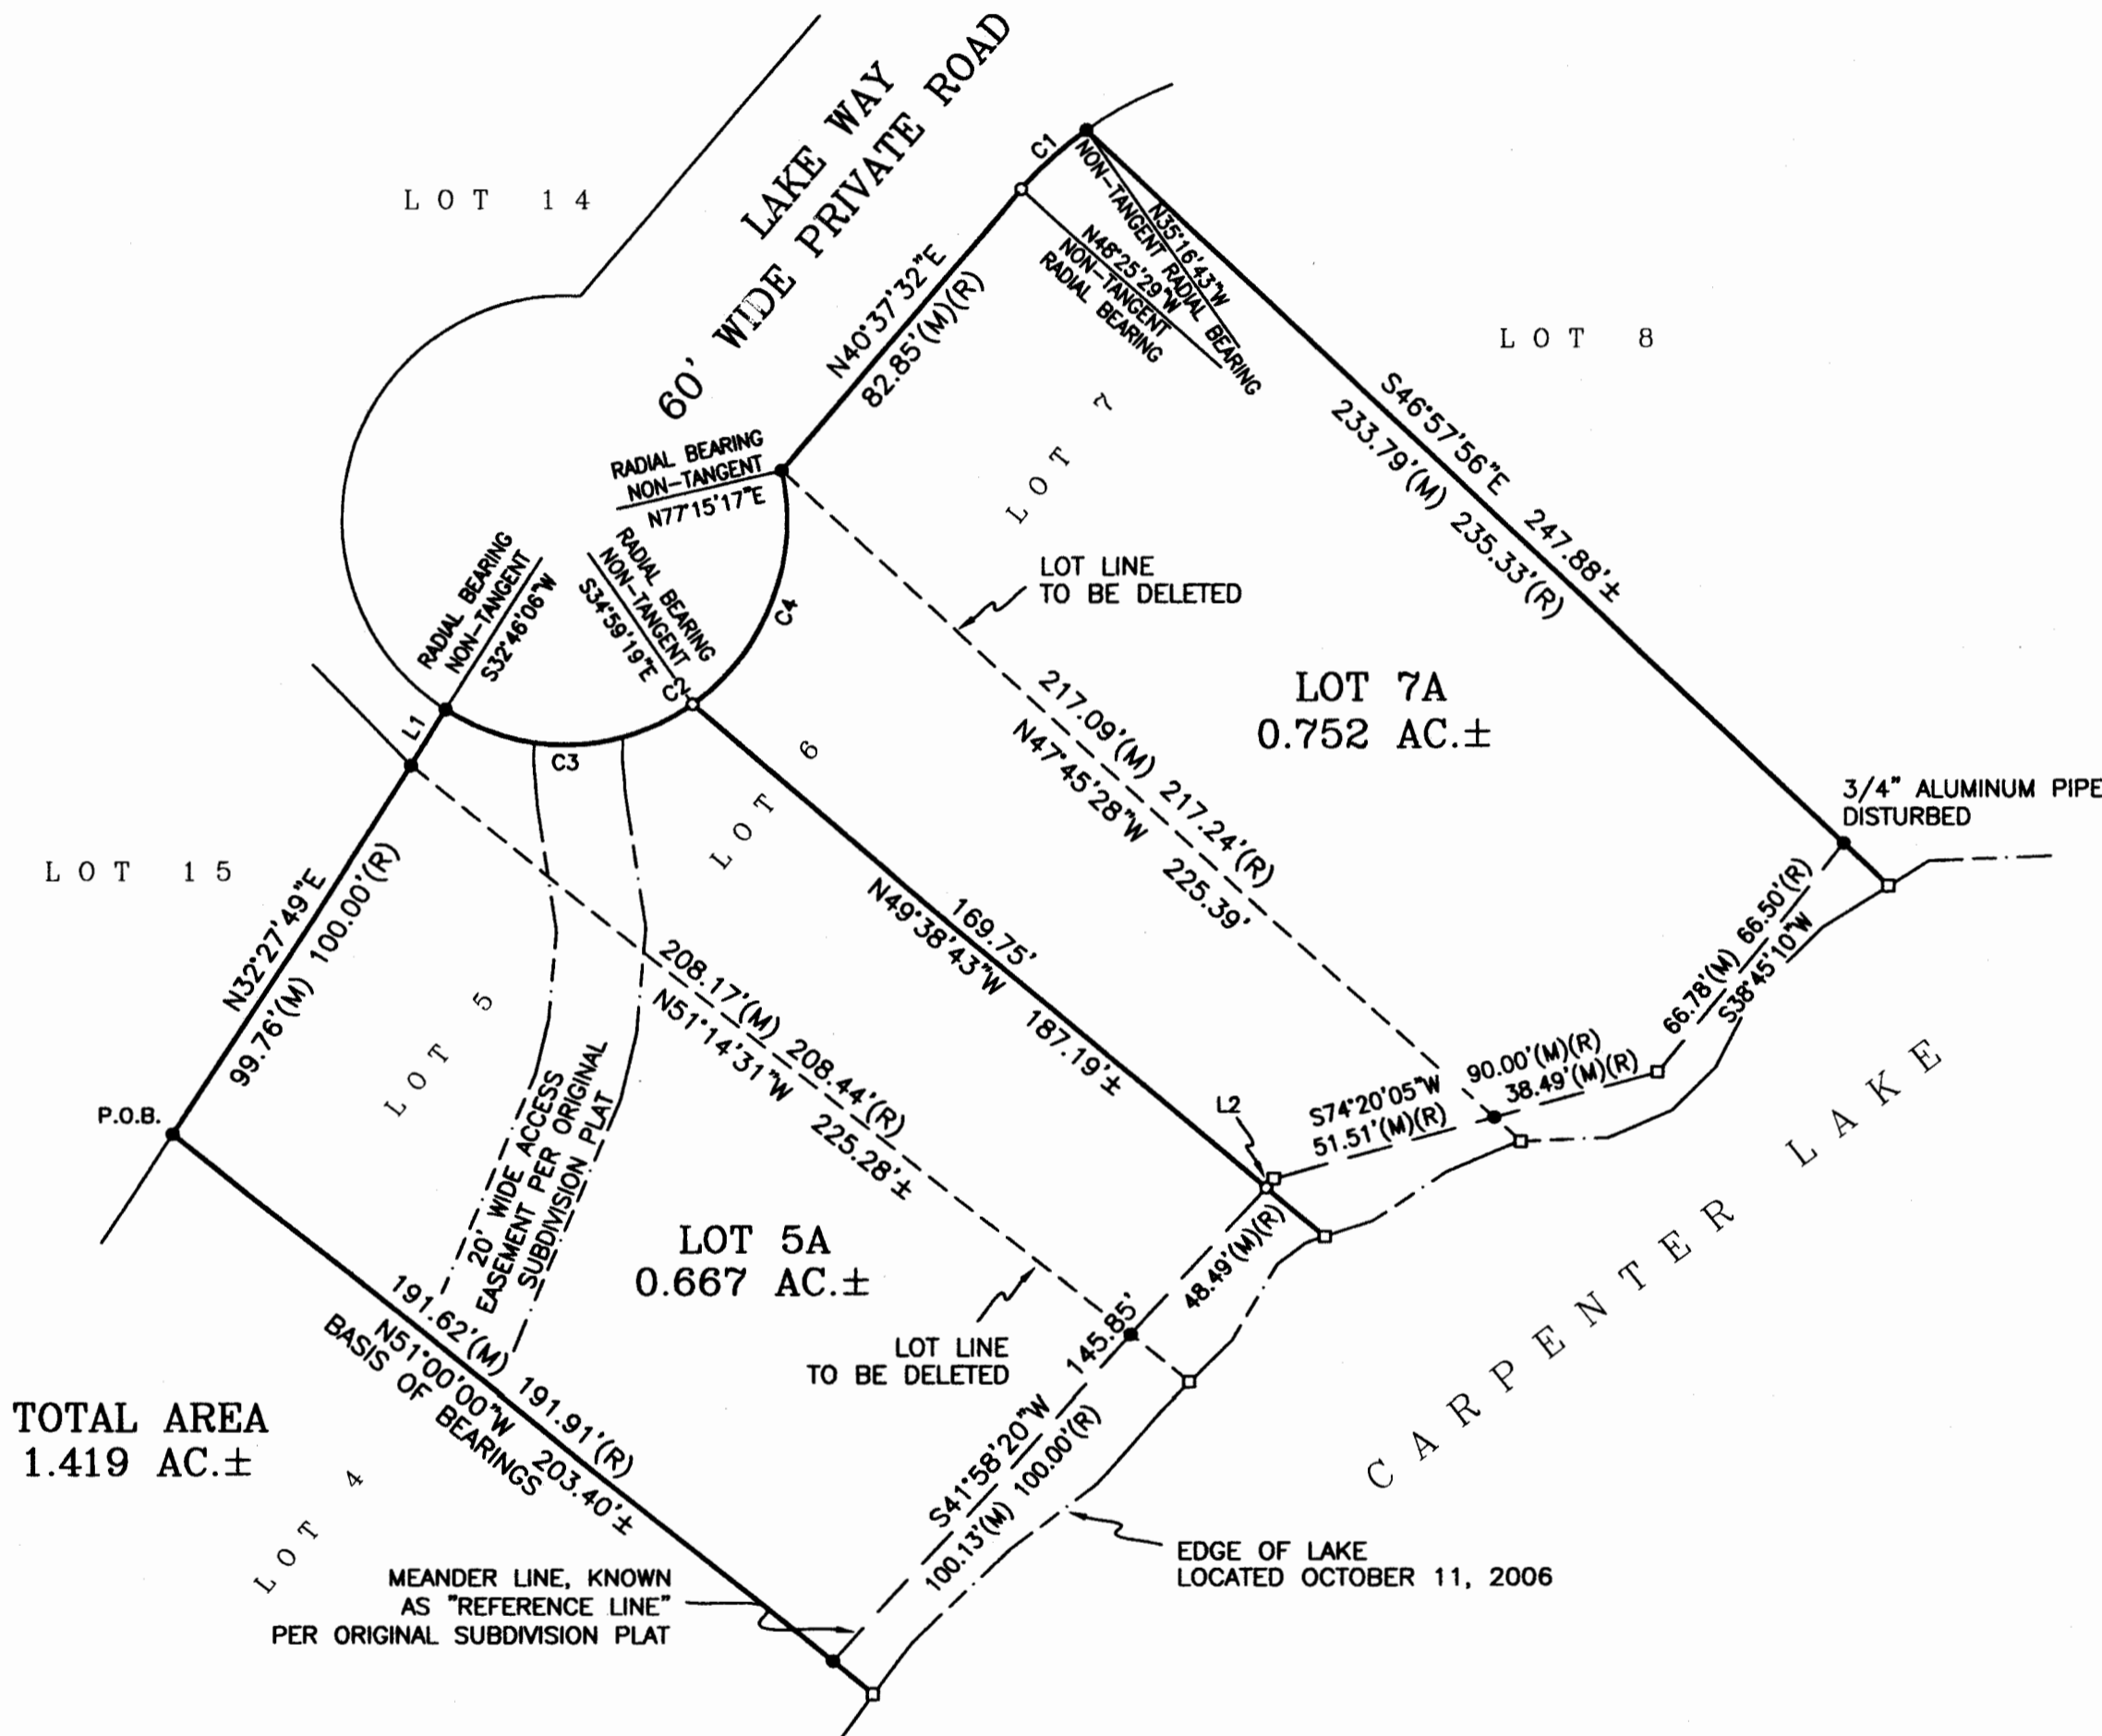 LOT 14
LAKE WAY
60' WIDE PRIVATE ROAD
C1
NON-TANGENT RADIAL BEARING
N35°16'43"W
N48°25'29"W
NON-TANGENT
RADIAL BEARING
N40°37'32"E
82.85'(M)(R)
LOT 8
S46°57'56"E 247.88'±
233.79'(M) 235.33'(R)
LOT 7
RADIAL BEARING
NON-TANGENT
N77°15'17"E
RADIAL BEARING
NON-TANGENT
S32°46'06"W
RADIAL BEARING
NON-TANGENT
S34°59'19"E
C2
C4
C3
L1
LOT LINE
TO BE DELETED
LOT 7A
0.752 AC.±
217.09'(M) 217.24'(R)
N47°45'28"W 225.39'
3/4" ALUMINUM PIPE
DISTURBED
LOT 6
LOT 15
N32°27'49"E
99.76'(M) 100.00'(R)
169.75'
N49°38'43"W 187.19'±
208.17'(M) 208.44'(R)
N51°14'31"W 225.28'±
LOT 5
66.78'(M) 66.50'(R)
S38°45'10"W
90.00'(M)(R)
S74°20'05"W
38.49'(M)(R)
51.51'(M)(R)
L2
P.O.B.
20' WIDE ACCESS
EASEMENT PER ORIGINAL
SUBDIVISION PLAT
LOT 5A
0.667 AC.±
48.49'(M)(R)
LOT LINE
TO BE DELETED
S41°58'20"W 145.85'
100.13'(M) 100.00'(R)
CARPENTER LAKE
191.62'(M) 191.91'(R)
N51°00'00"W 203.40'±
BASIS OF BEARINGS
TOTAL AREA
1.419 AC.±
LOT 4
MEANDER LINE, KNOWN
AS "REFERENCE LINE"
PER ORIGINAL SUBDIVISION PLAT
EDGE OF LAKE
LOCATED OCTOBER 11, 2006